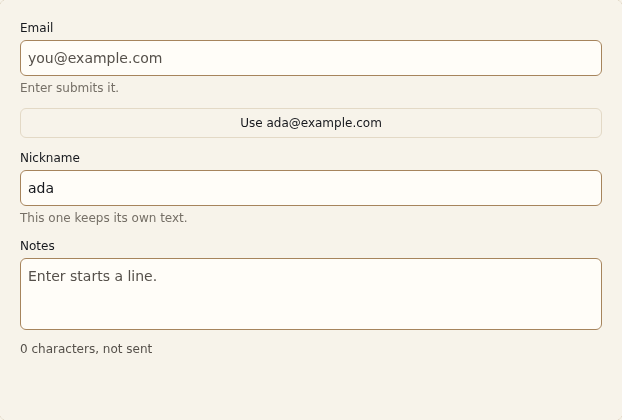 Email
you@example.com
Enter submits it.
Use ada@example.com
Nickname
ada
This one keeps its own text.
Notes
Enter starts a line.
0 characters, not sent